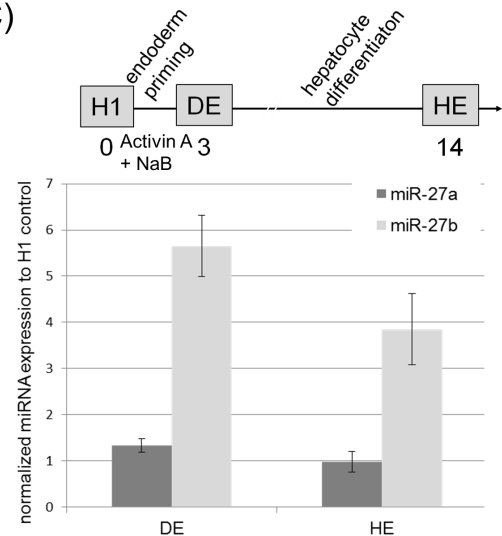 C)
endoderm
priming
hepatocyte
differentiaton
H1
DE
HE
0 Activin A 3
+ NaB
14
normalized miRNA expression to H1 control
7
6
5
4
3
2
1
0
miR-27a
miR-27b
DE
HE